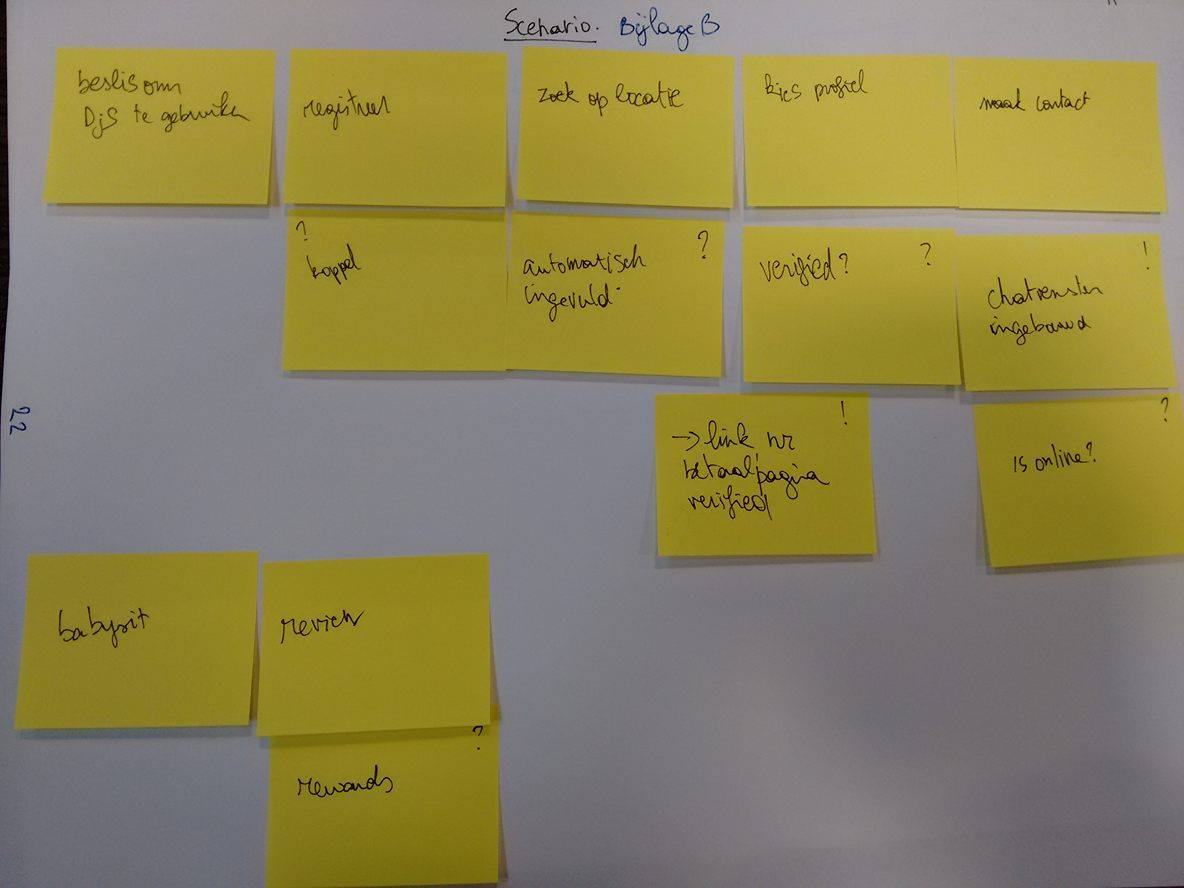 Scenario. Bijlage B
beslis om
DjS te gebruiken
registreer
zoek op locatie
kies profiel
maak contact
?
koppel
?
automatisch
ingevuld
?
verified?
!
chatvenster
ingebouwd
!
→ link nr
betaalpagina
verified
?
is online?
22
babysit
review
?
rewards